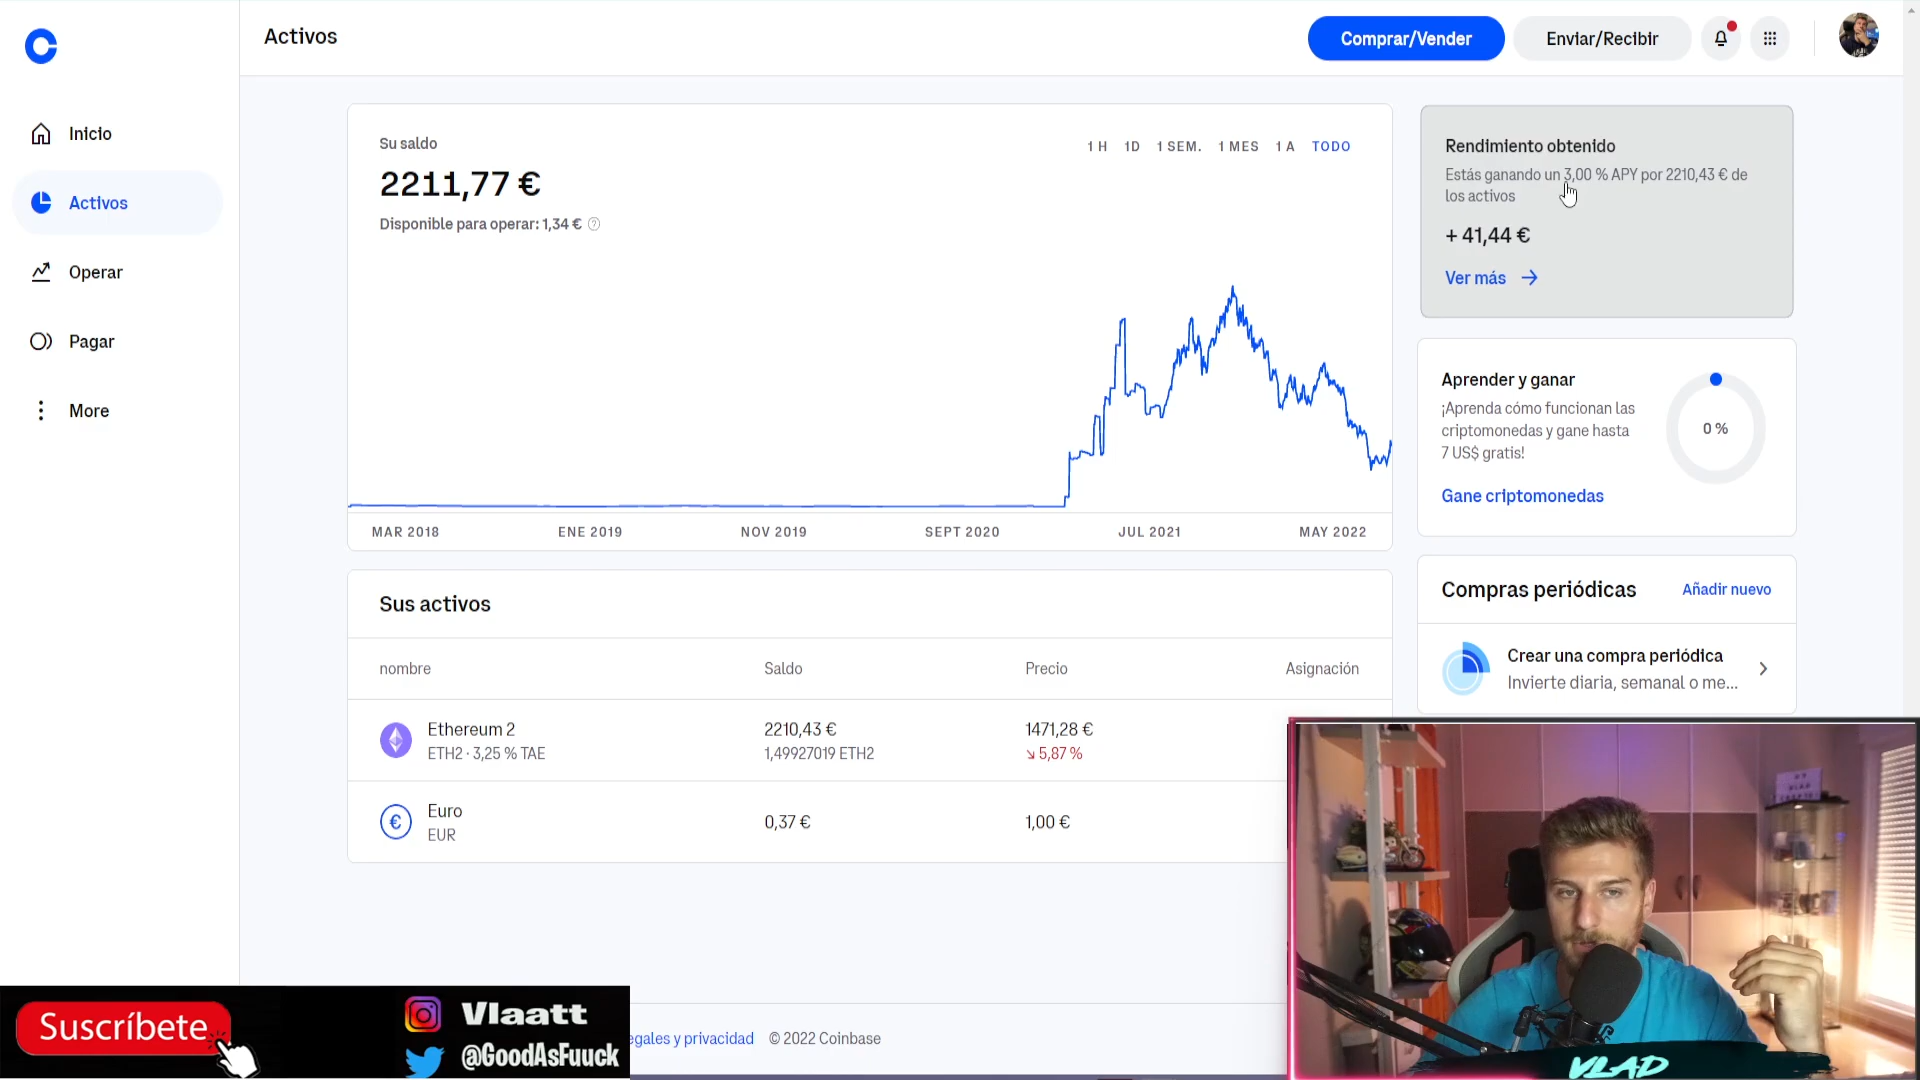 Activos
Comprar/Vender
Enviar/Recibir
Inicio
Activos
Operar
Pagar
More
Su saldo
2211,77 €
Disponible para operar: 1,34 €
1 H 1D 1 SEM. 1 MES 1 A TODO
MAR 2018 ENE 2019 NOV 2019 SEPT 2020 JUL 2021 MAY 2022
Rendimiento obtenido
Estás ganando un 3,00 % APY por 2210,43 € de
los activos
+ 41,44 €
Ver más
Aprender y ganar
¡Aprenda cómo funcionan las
criptomonedas y gane hasta
7 US$ gratis!
0 %
Gane criptomonedas
Compras periódicas
Añadir nuevo
Crear una compra periódica
Invierte diaria, semanal o me...
Sus activos
nombre Saldo Precio Asignación
Ethereum 2 2210,43 € 1471,28 €
ETH2 · 3,25 % TAE 1,49927019 ETH2 ↘ 5,87 %
Euro
EUR
0,37 € 1,00 €
egales y privacidad © 2022 Coinbase
Suscríbete
Vlaatt
@GoodAsFuuck
VLAD